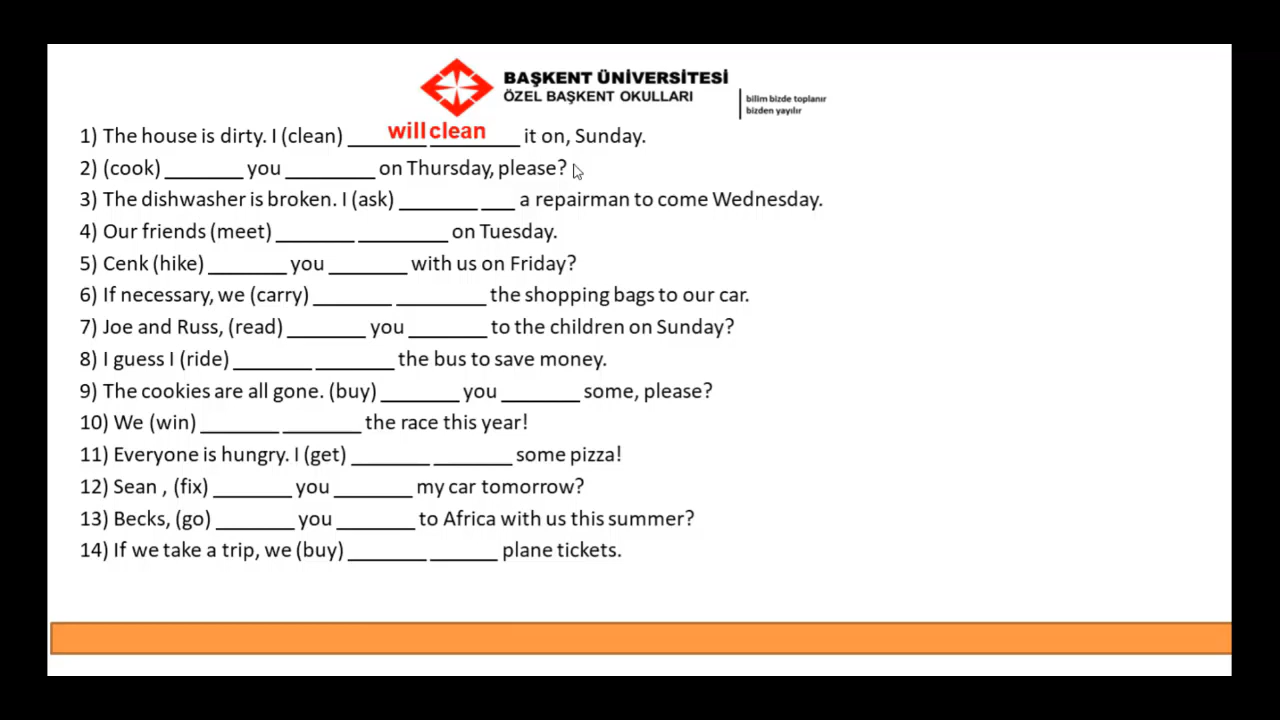 BAŞKENT ÜNİVERSİTESİ
ÖZEL BAŞKENT OKULLARI
bilim bizde toplanır
bizden yayılır
1) The house is dirty. I (clean) will clean it on, Sunday.
2) (cook) _______ you ________ on Thursday, please?
3) The dishwasher is broken. I (ask) _______ ___ a repairman to come Wednesday.
4) Our friends (meet) _______ ________ on Tuesday.
5) Cenk (hike) _______ you _______ with us on Friday?
6) If necessary, we (carry) _______ ________ the shopping bags to our car.
7) Joe and Russ, (read) _______ you _______ to the children on Sunday?
8) I guess I (ride) _______ _______ the bus to save money.
9) The cookies are all gone. (buy) _______ you _______ some, please?
10) We (win) _______ _______ the race this year!
11) Everyone is hungry. I (get) _______ _______ some pizza!
12) Sean , (fix) _______ you _______ my car tomorrow?
13) Becks, (go) _______ you _______ to Africa with us this summer?
14) If we take a trip, we (buy) _______ ______ plane tickets.